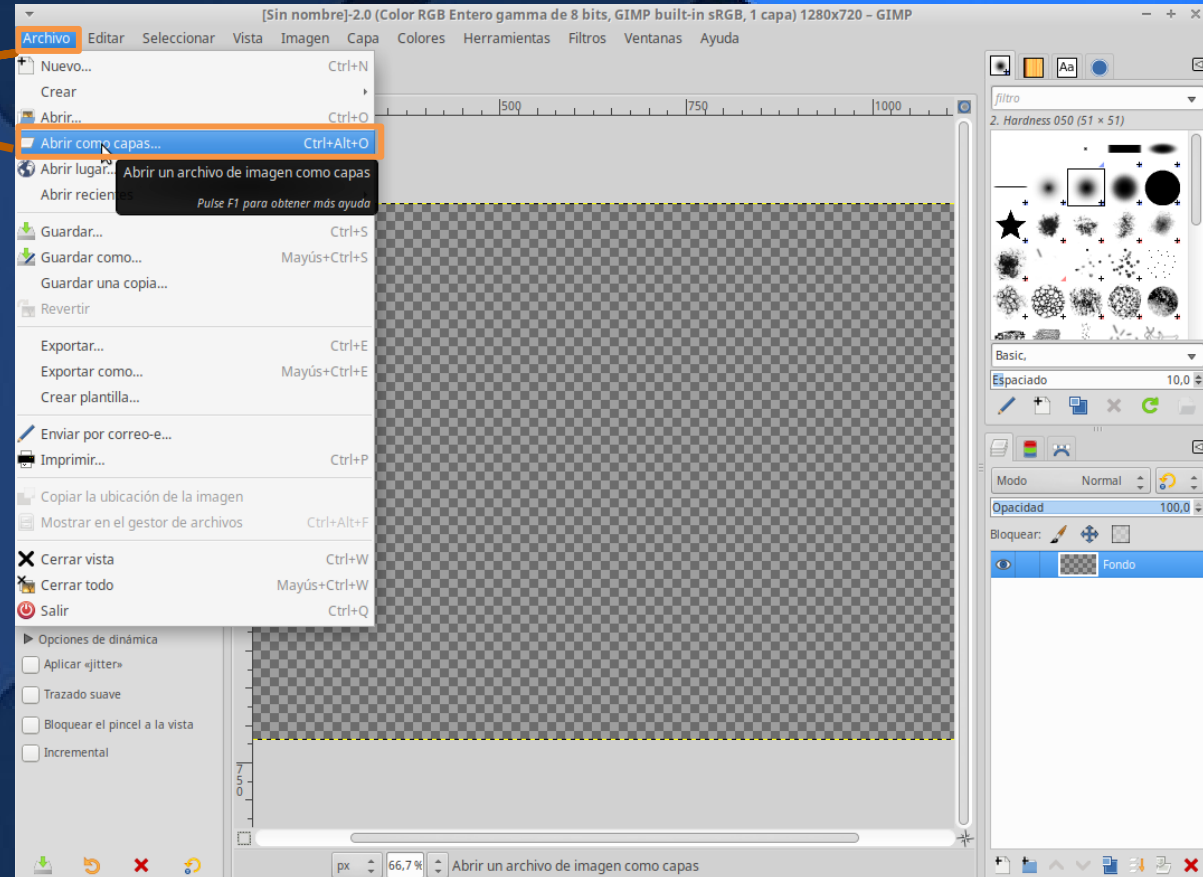 [Sin nombre]-2.0 (Color RGB Entero gamma de 8 bits, GIMP built-in sRGB, 1 capa) 1280x720 – GIMP
Archivo Editar Seleccionar Vista Imagen Capa Colores Herramientas Filtros Ventanas Ayuda
Nuevo... Ctrl+N
Crear
Abrir... Ctrl+O
Abrir como capas... Ctrl+Alt+O
Abrir lugar...
Abrir un archivo de imagen como capas
Abrir recientes
Pulse F1 para obtener más ayuda
Guardar... Ctrl+S
Guardar como... Mayús+Ctrl+S
Guardar una copia...
Revertir
Exportar... Ctrl+E
Exportar como... Mayús+Ctrl+E
Crear plantilla...
Enviar por correo-e...
Imprimir... Ctrl+P
Copiar la ubicación de la imagen
Mostrar en el gestor de archivos Ctrl+Alt+F
Cerrar vista Ctrl+W
Cerrar todo Mayús+Ctrl+W
Salir Ctrl+Q
Opciones de dinámica
Aplicar «jitter»
Trazado suave
Bloquear el pincel a la vista
Incremental
500 750 1000
750
px 66,7 % Abrir un archivo de imagen como capas
Aa
filtro
2. Hardness 050 (51 × 51)
Basic,
Espaciado 10,0
Modo Normal
Opacidad 100,0
Bloquear:
Fondo